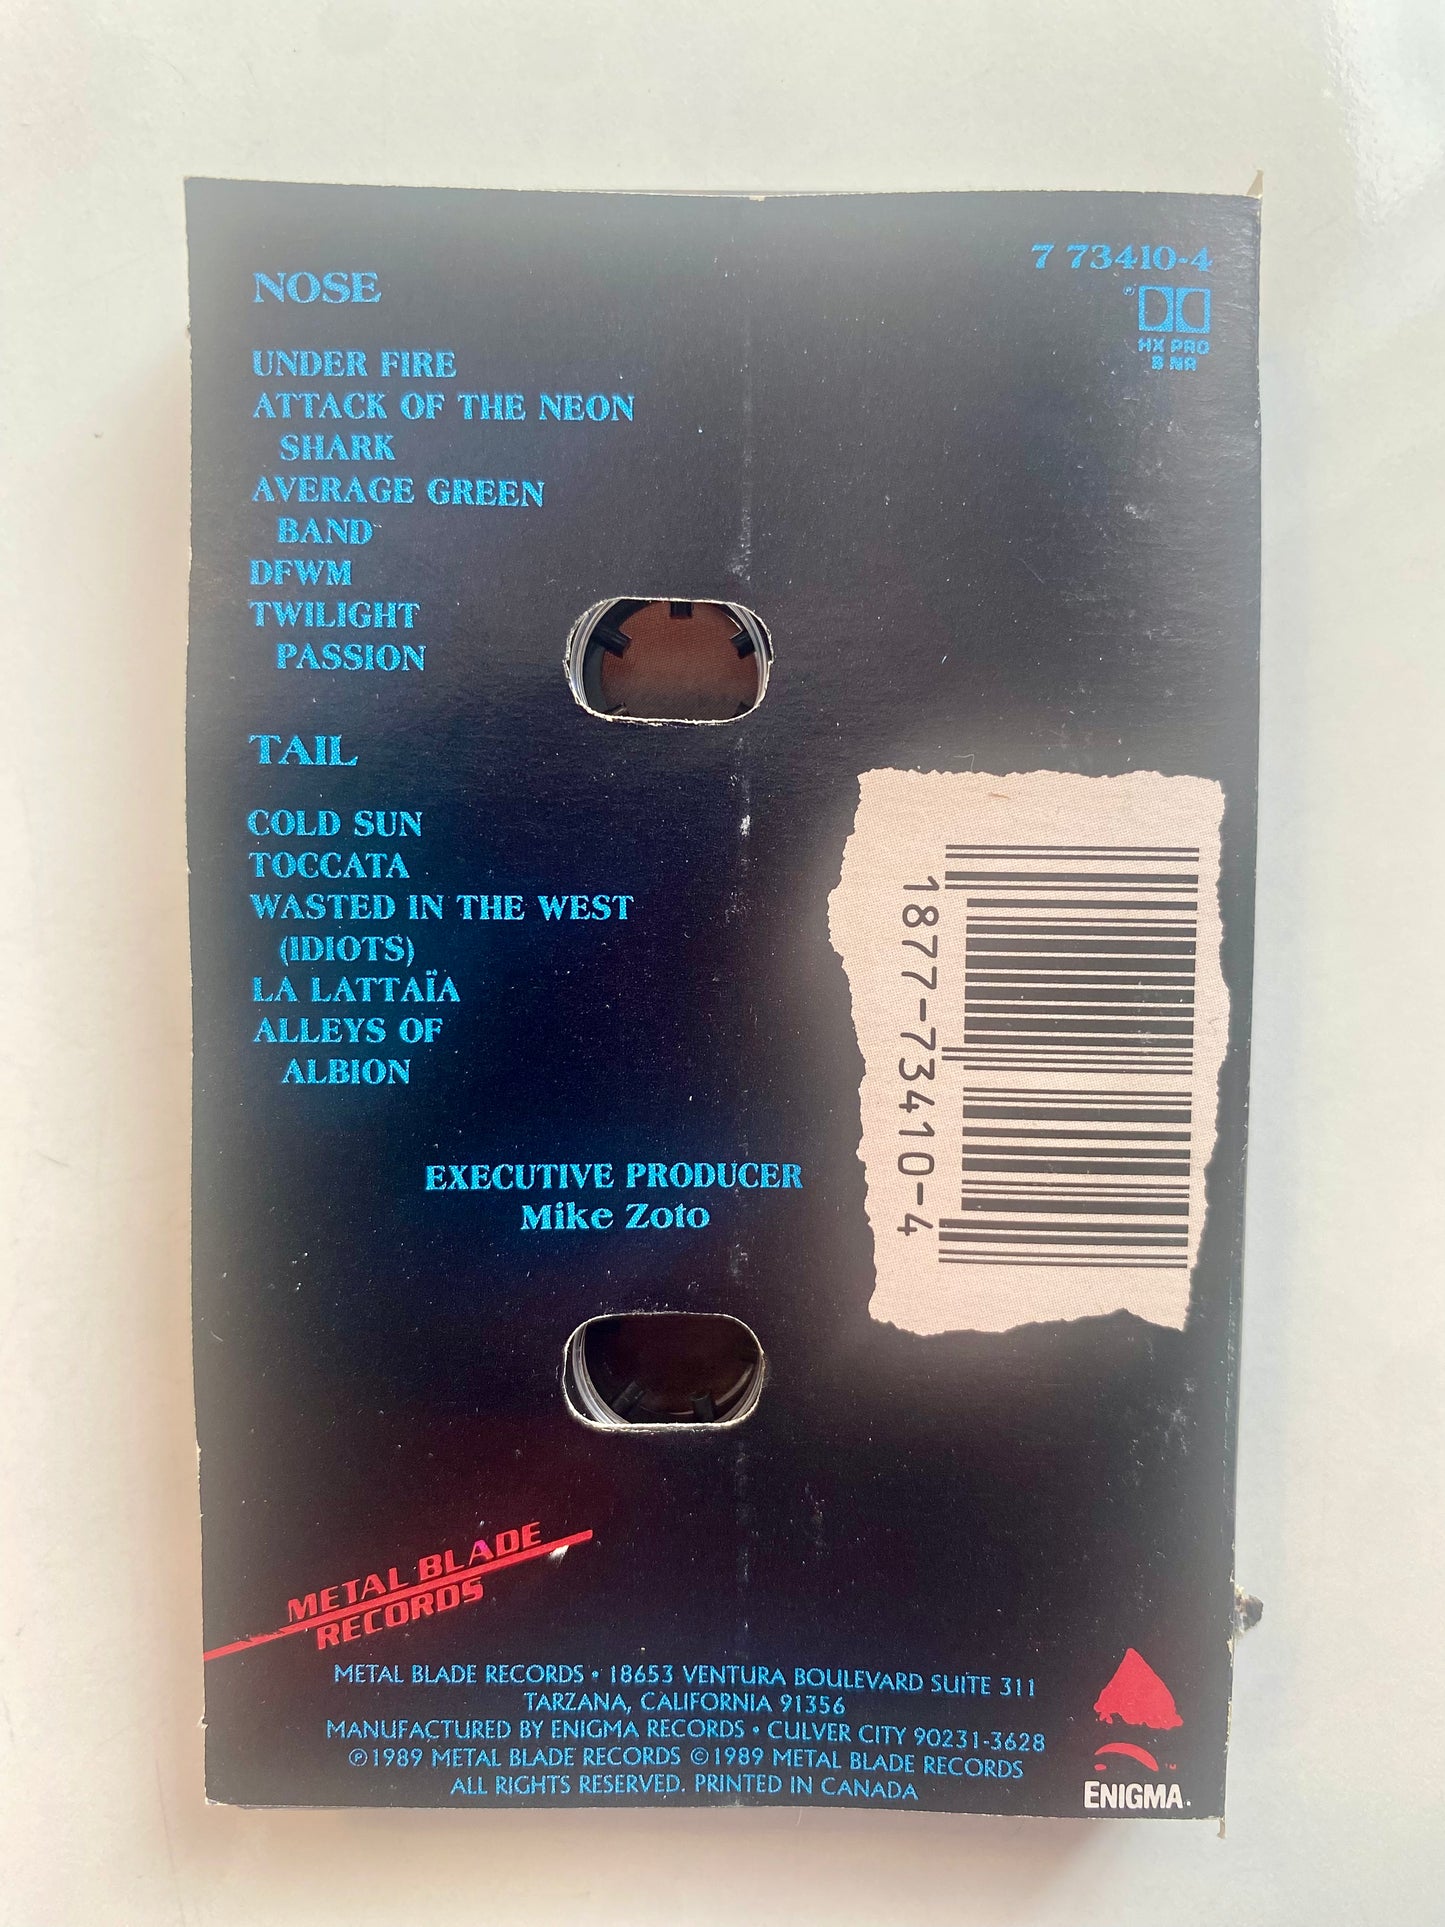 7 73410-4
NOSE
℗
HX PRO
B NR
UNDER FIRE
ATTACK OF THE NEON
SHARK
AVERAGE GREEN
BAND
DFWM
TWILIGHT
PASSION
TAIL
COLD SUN
TOCCATA
WASTED IN THE WEST
(IDIOTS)
LA LATTAÏA
ALLEYS OF
ALBION
1877-73410-4
EXECUTIVE PRODUCER
Mike Zoto
METAL BLADE
RECORDS
METAL BLADE RECORDS • 18653 VENTURA BOULEVARD SUITE 311
TARZANA, CALIFORNIA 91356
MANUFACTURED BY ENIGMA RECORDS • CULVER CITY 90231-3628
℗1989 METAL BLADE RECORDS ©1989 METAL BLADE RECORDS
ALL RIGHTS RESERVED. PRINTED IN CANADA
™
ENIGMA.